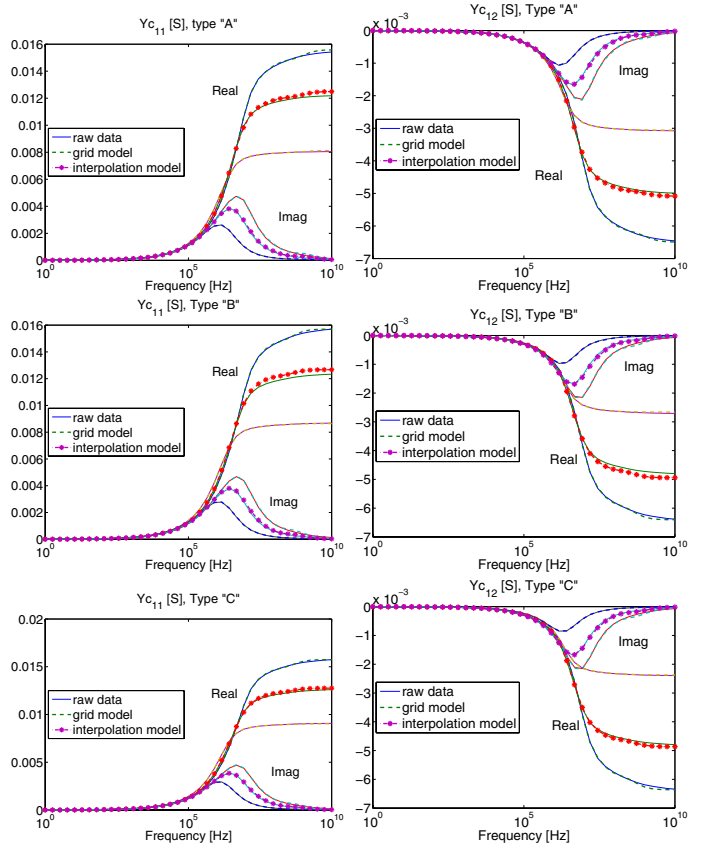 Yc11 [S], type "A"
0.016
0.014
0.012
0.01
0.008
0.006
0.004
0.002
0
Real
raw data
grid model
interpolation model
Imag
10^0
10^5
10^10
Frequency [Hz]
Yc12 [S], Type "A"
x 10^-3
0
−1
−2
−3
−4
−5
−6
−7
Imag
raw data
grid model
interpolation model
Real
10^0
10^5
10^10
Frequency [Hz]
Yc11 [S], Type "B"
0.016
0.014
0.012
0.01
0.008
0.006
0.004
0.002
0
Real
raw data
grid model
interpolation model
Imag
10^0
10^5
10^10
Frequency [Hz]
Yc12 [S], Type "B"
x 10^-3
0
−1
−2
−3
−4
−5
−6
−7
Imag
raw data
grid model
interpolation model
Real
10^0
10^5
10^10
Frequency [Hz]
Yc11 [S], Type "C"
0.02
0.015
0.01
0.005
0
Real
raw data
grid model
interpolation model
Imag
10^0
10^5
10^10
Frequency [Hz]
Yc12 [S], Type "C"
x 10^-3
0
−1
−2
−3
−4
−5
−6
−7
Imag
raw data
grid model
interpolation model
Real
10^0
10^5
10^10
Frequency [Hz]